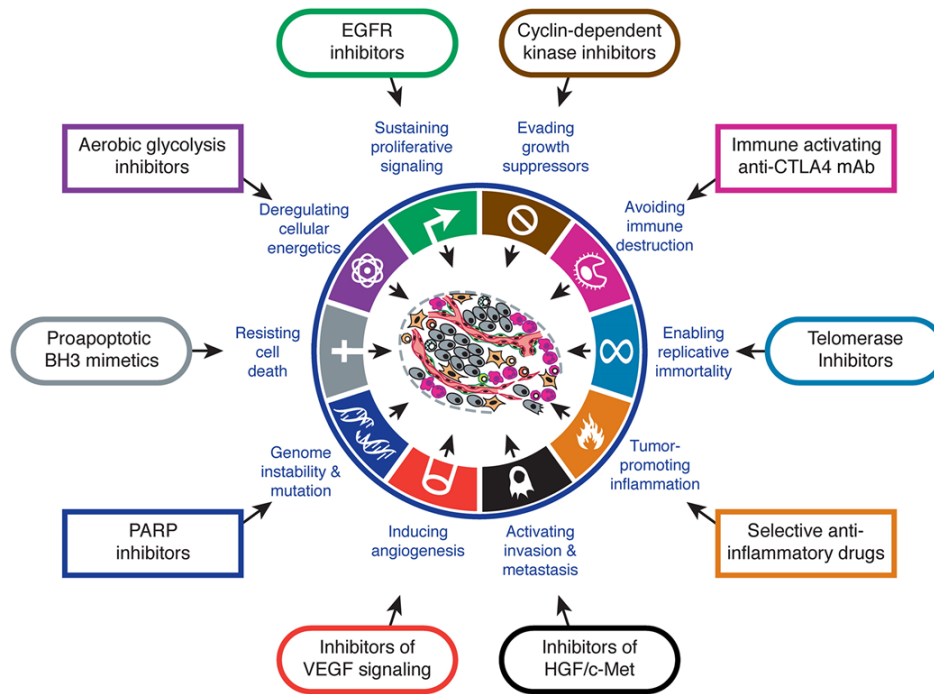 EGFR
inhibitors
Cyclin-dependent
kinase inhibitors
Sustaining
proliferative
signaling
Evading
growth
suppressors
Aerobic glycolysis
inhibitors
Immune activating
anti-CTLA4 mAb
Deregulating
cellular
energetics
Avoiding
immune
destruction
Proapoptotic
BH3 mimetics
Resisting
cell
death
Enabling
replicative
immortality
Telomerase
Inhibitors
Genome
instability &
mutation
Tumor-
promoting
inflammation
PARP
inhibitors
Inducing
angiogenesis
Activating
invasion &
metastasis
Selective anti-
inflammatory drugs
Inhibitors of
VEGF signaling
Inhibitors of
HGF/c-Met